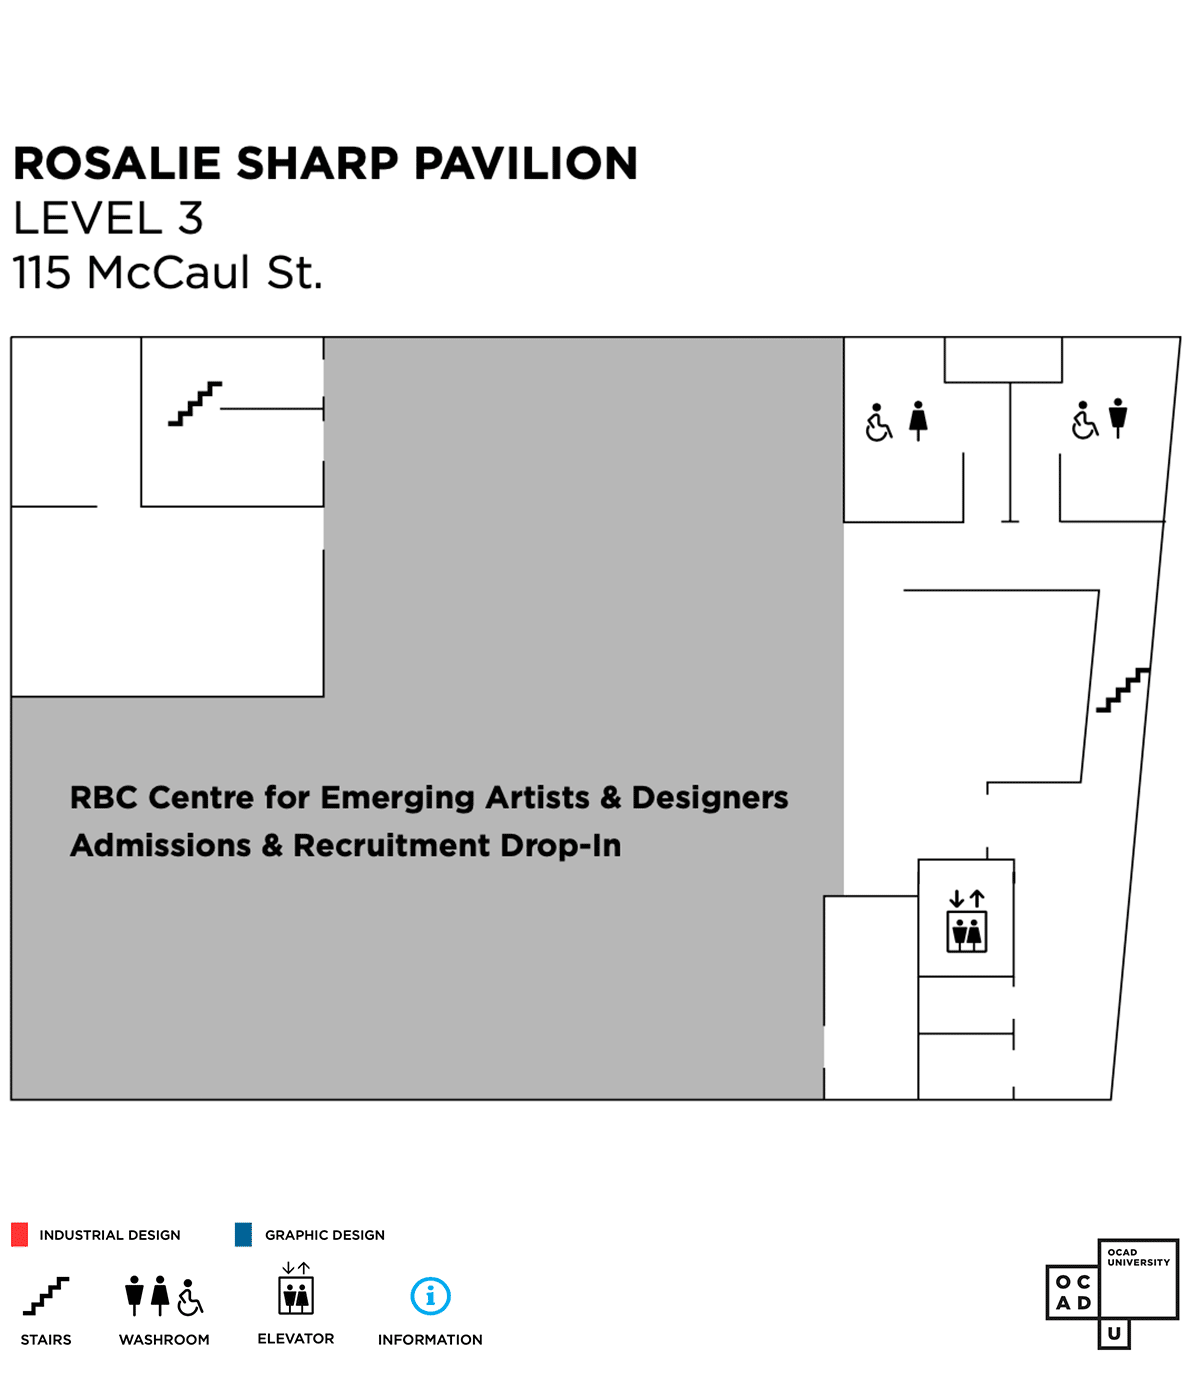 ROSALIE SHARP PAVILION
LEVEL 3
115 McCaul St.
RBC Centre for Emerging Artists & Designers
Admissions & Recruitment Drop-In
INDUSTRIAL DESIGN
GRAPHIC DESIGN
STAIRS
WASHROOM
ELEVATOR
INFORMATION
OCAD
UNIVERSITY
O C
A D
U